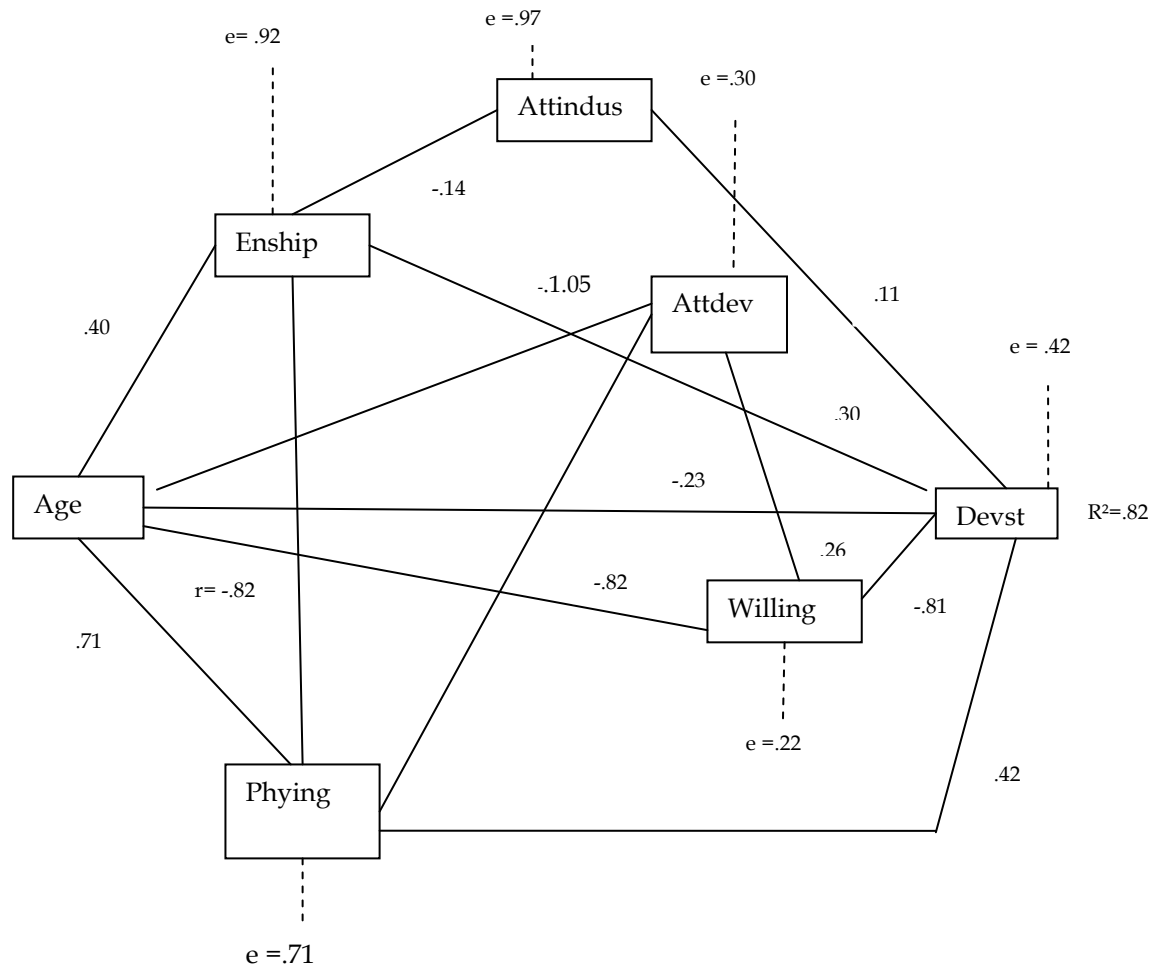 e =.97
e= .92
e =.30
Attindus
-.14
Enship
-.1.05
Attdev
.11
.40
e = .42
.30
-.23
Age
Devst
R²=.82
.26
r= -.82
-.82
Willing
-.81
.71
e =.22
.42
Phying
e =.71